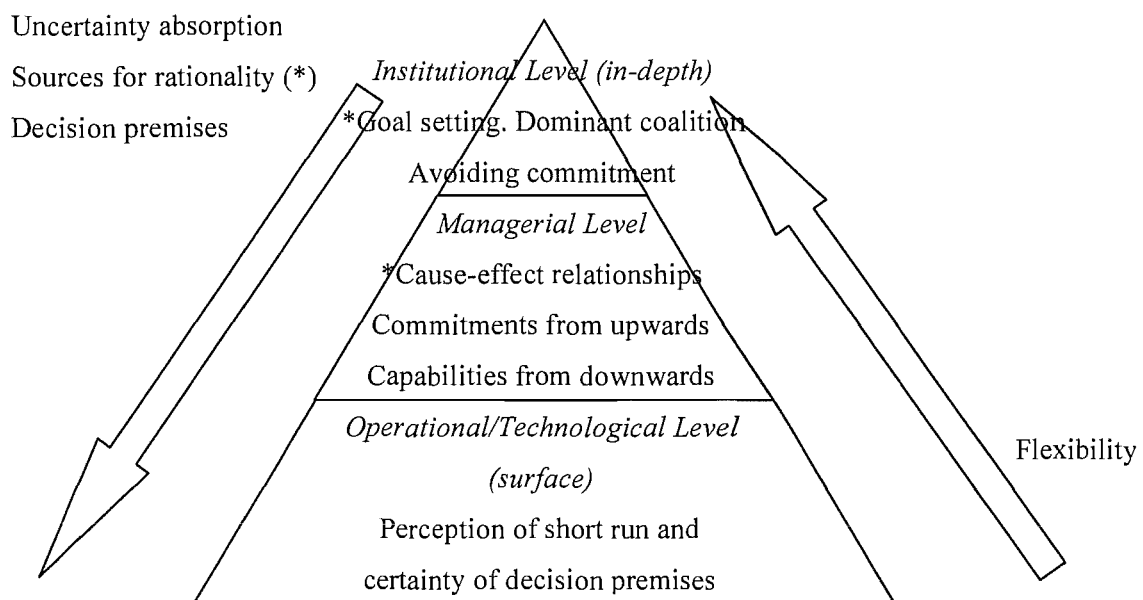 Uncertainty absorption
Sources for rationality (*)
Decision premises
Institutional Level (in-depth)
*Goal setting. Dominant coalition
Avoiding commitment
Managerial Level
*Cause-effect relationships
Commitments from upwards
Capabilities from downwards
Operational/Technological Level
(surface)
Perception of short run and
certainty of decision premises
Flexibility